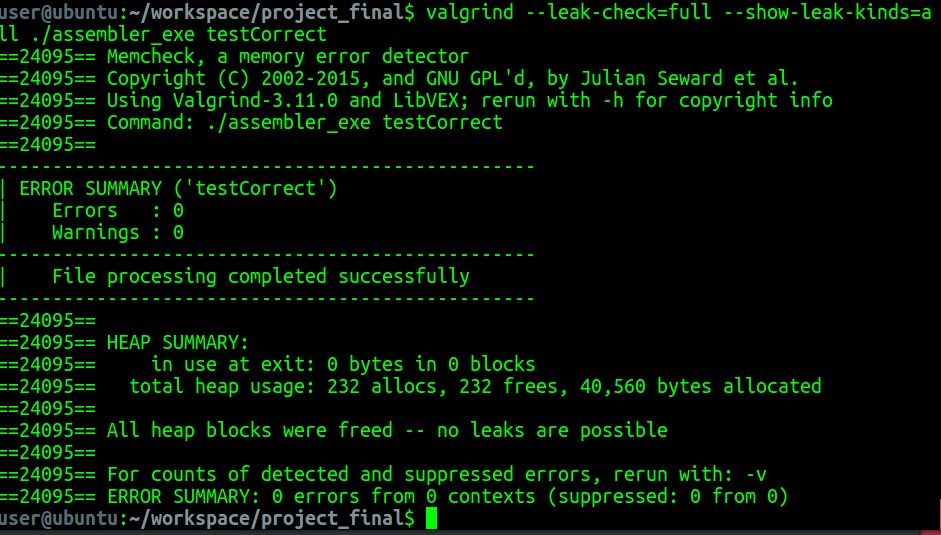 user@ubuntu:~/workspace/project_final$ valgrind --leak-check=full --show-leak-kinds=a
ll ./assembler_exe testCorrect
==24095== Memcheck, a memory error detector
==24095== Copyright (C) 2002-2015, and GNU GPL'd, by Julian Seward et al.
==24095== Using Valgrind-3.11.0 and LibVEX; rerun with -h for copyright info
==24095== Command: ./assembler_exe testCorrect
==24095==
-------------------------------------------------
| ERROR SUMMARY ('testCorrect')
|    Errors   : 0
|    Warnings : 0
-------------------------------------------------
|    File processing completed successfully
-------------------------------------------------
==24095==
==24095== HEAP SUMMARY:
==24095==     in use at exit: 0 bytes in 0 blocks
==24095==   total heap usage: 232 allocs, 232 frees, 40,560 bytes allocated
==24095==
==24095== All heap blocks were freed -- no leaks are possible
==24095==
==24095== For counts of detected and suppressed errors, rerun with: -v
==24095== ERROR SUMMARY: 0 errors from 0 contexts (suppressed: 0 from 0)
user@ubuntu:~/workspace/project_final$